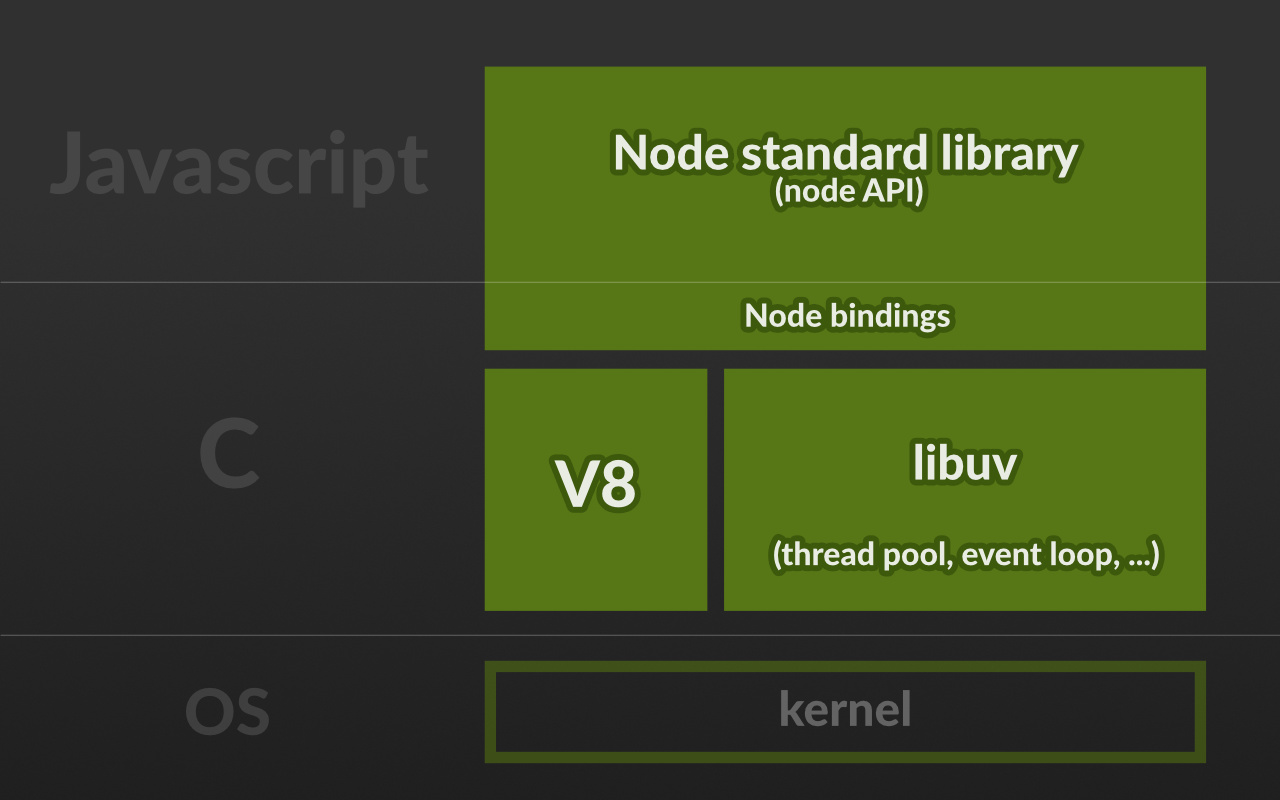 Javascript
Node standard library
(node API)
Node bindings
C
V8
libuv
(thread pool, event loop, ...)
OS
kernel